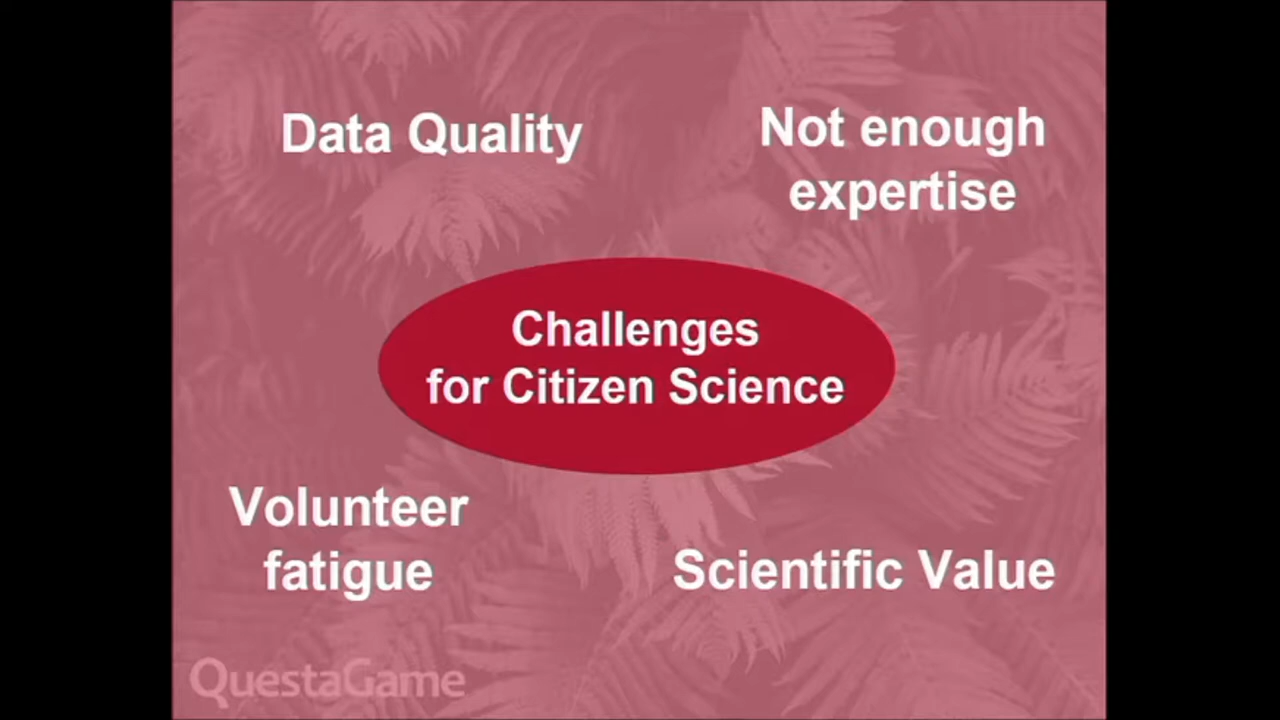 Data Quality
Not enough
expertise
Challenges
for Citizen Science
Volunteer
fatigue
Scientific Value
QuestaGame